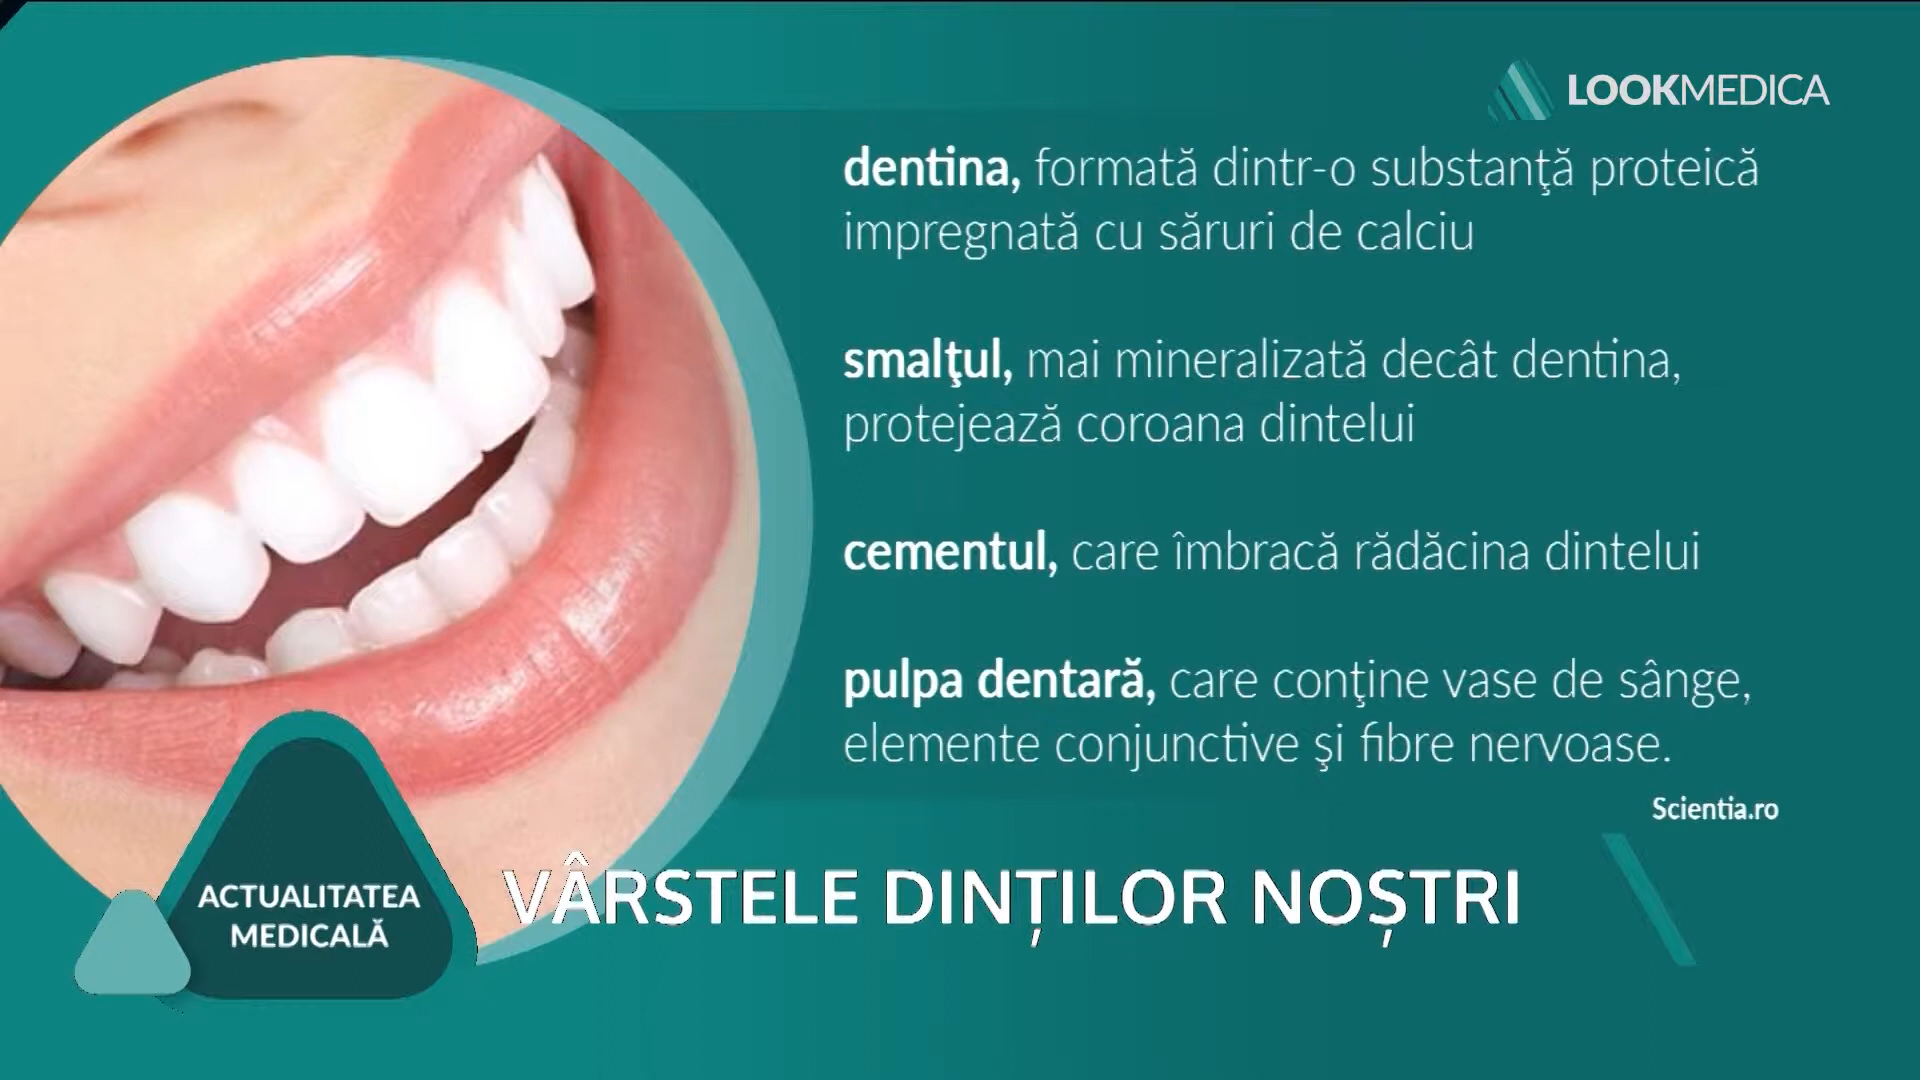 LOOKMEDICA
dentina, formată dintr-o substanţă proteică
impregnată cu săruri de calciu
smalţul, mai mineralizată decât dentina,
protejează coroana dintelui
cementul, care îmbracă rădăcina dintelui
pulpa dentară, care conţine vase de sânge,
elemente conjunctive şi fibre nervoase.
Scientia.ro
ACTUALITATEA
MEDICALĂ
VÂRSTELE DINȚILOR NOȘTRI